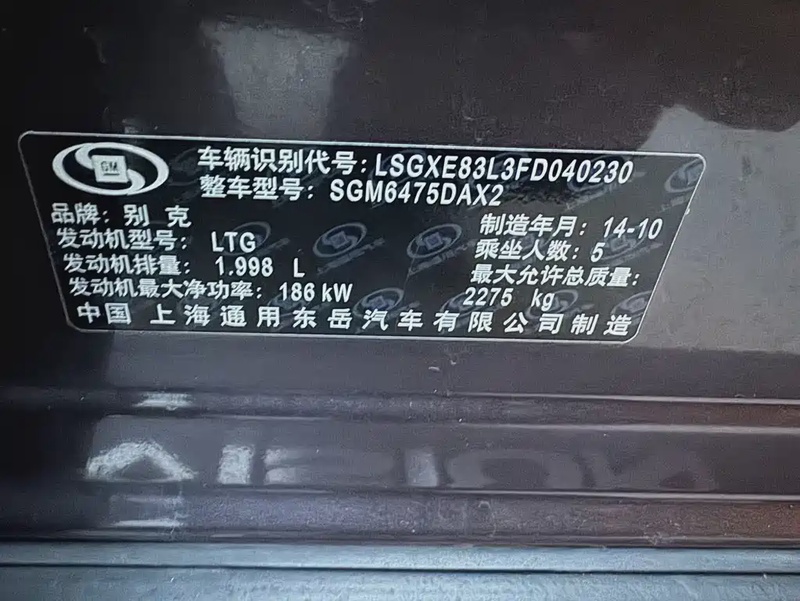 GM
车辆识别代号:LSGXE83L3FD040230
整车型号: SGM6475DAX2
品牌: 别 克
制造年月: 14-10
发动机型号: LTG
乘坐人数: 5
发动机排量: 1.998 L
最大允许总质量:
2275 kg
发动机最大净功率: 186 kW
中国 上海通用东岳汽车有限公司制造